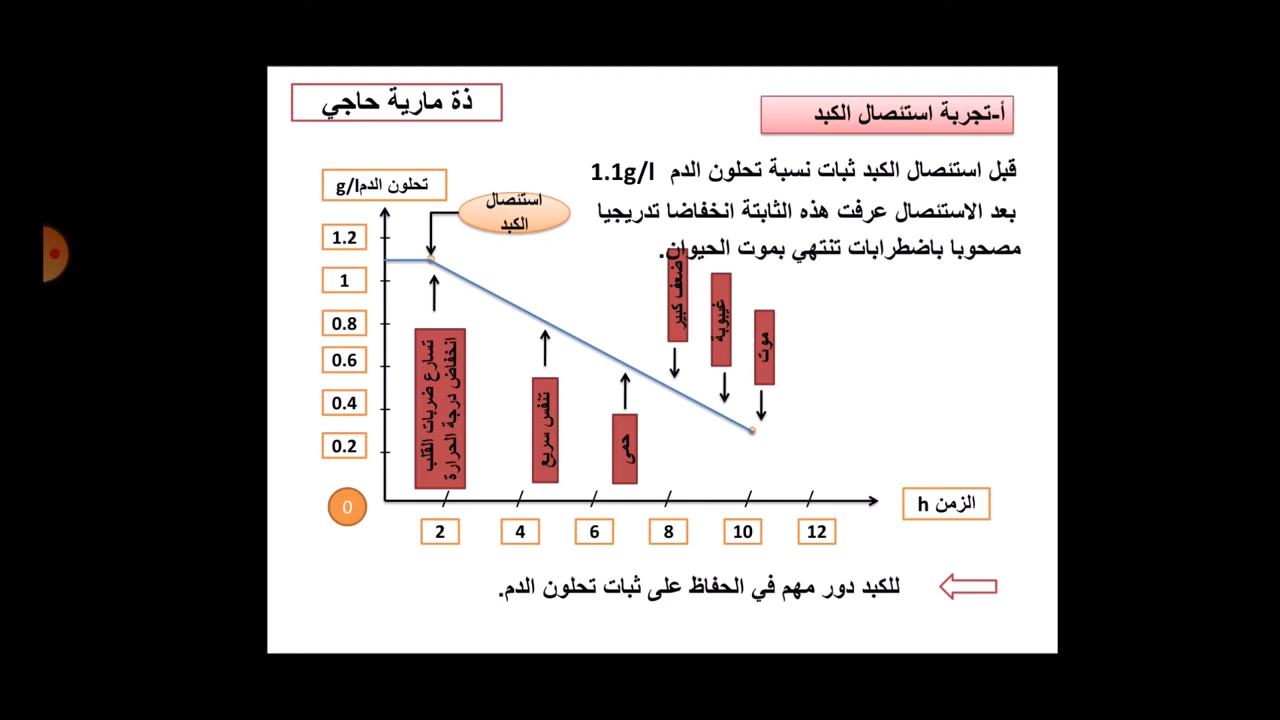 ذة مارية حاجي
أ-تجربة استئصال الكبد
قبل استئصال الكبد ثبات نسبة تحلون الدم 1.1g/l
بعد الاستئصال عرفت هذه الثابتة انخفاضا تدريجيا
مصحوبا باضطرابات تنتهي بموت الحيوان.
تحلون الدمg/l
استئصال
الكبد
1.2
1
0.8
0.6
0.4
0.2
0
تسارع ضربات القلب
انخفاض درجة الحرارة
تنفس سريع
حمى
ضعف كبير
غيبوبة
موت
2
4
6
8
10
12
الزمن h
للكبد دور مهم في الحفاظ على ثبات تحلون الدم.